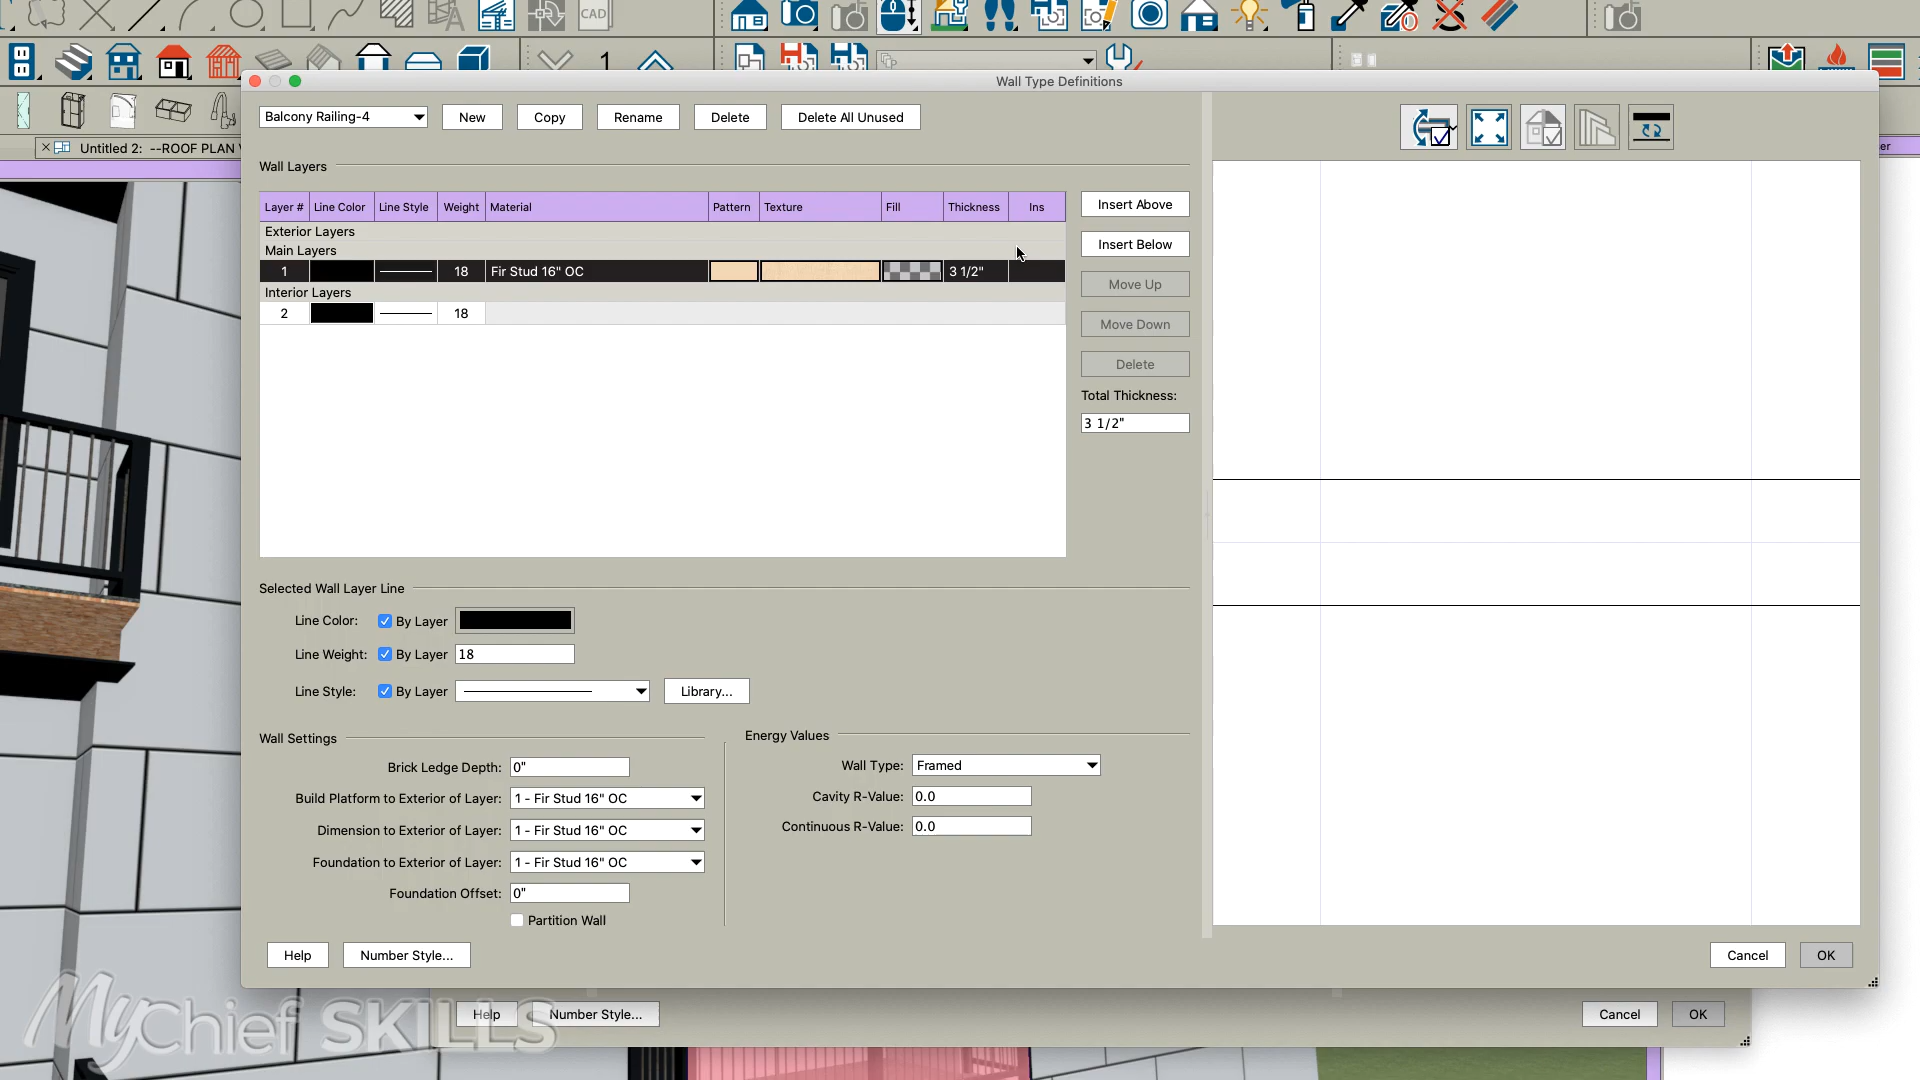 CAD
1
Wall Type Definitions
Balcony Railing-4
New
Copy
Rename
Delete
Delete All Unused
Untitled 2: --ROOF PLAN
er
Wall Layers
Layer # Line Color Line Style Weight Material Pattern Texture Fill Thickness Ins
Exterior Layers
Main Layers
1 18 Fir Stud 16" OC 3 1/2"
Interior Layers
2 18
Insert Above
Insert Below
Move Up
Move Down
Delete
Total Thickness:
3 1/2"
Selected Wall Layer Line
Line Color: By Layer
Line Weight: By Layer 18
Line Style: By Layer Library...
Wall Settings
Brick Ledge Depth: 0"
Build Platform to Exterior of Layer: 1 - Fir Stud 16" OC
Dimension to Exterior of Layer: 1 - Fir Stud 16" OC
Foundation to Exterior of Layer: 1 - Fir Stud 16" OC
Foundation Offset: 0"
Partition Wall
Energy Values
Wall Type: Framed
Cavity R-Value: 0.0
Continuous R-Value: 0.0
Help Number Style... Cancel OK
Help Number Style... Cancel OK
MyChief SKILLS